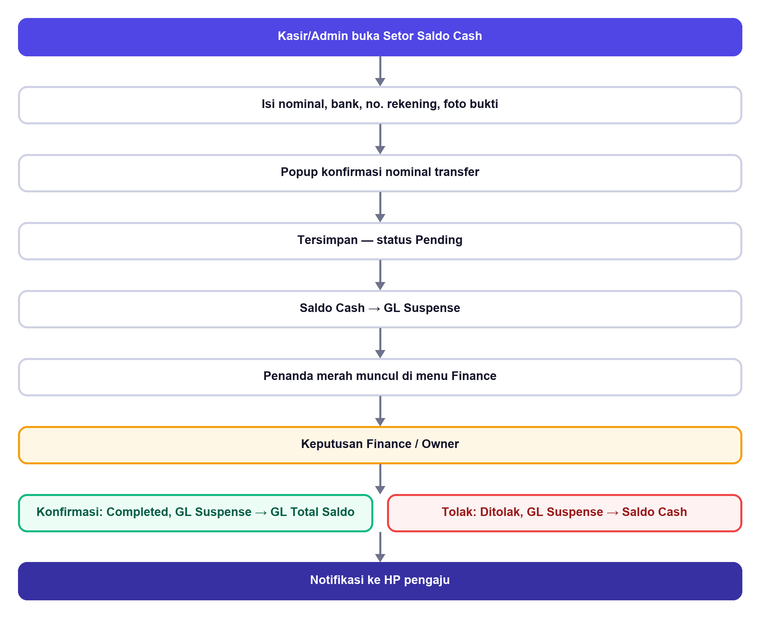 Kasir/Admin buka Setor Saldo Cash
Isi nominal, bank, no. rekening, foto bukti
Popup konfirmasi nominal transfer
Tersimpan — status Pending
Saldo Cash → GL Suspense
Penanda merah muncul di menu Finance
Keputusan Finance / Owner
Konfirmasi: Completed, GL Suspense → GL Total Saldo
Tolak: Ditolak, GL Suspense → Saldo Cash
Notifikasi ke HP pengaju